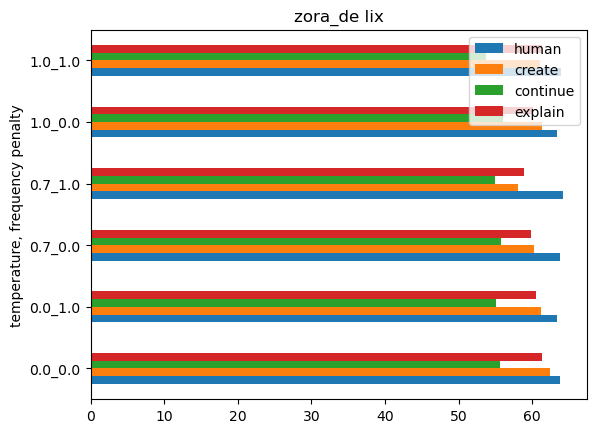 zora_de lix
human
create
continue
explain
temperature, frequency penalty
1.0_1.0
1.0_0.0
0.7_1.0
0.7_0.0
0.0_1.0
0.0_0.0
0 10 20 30 40 50 60